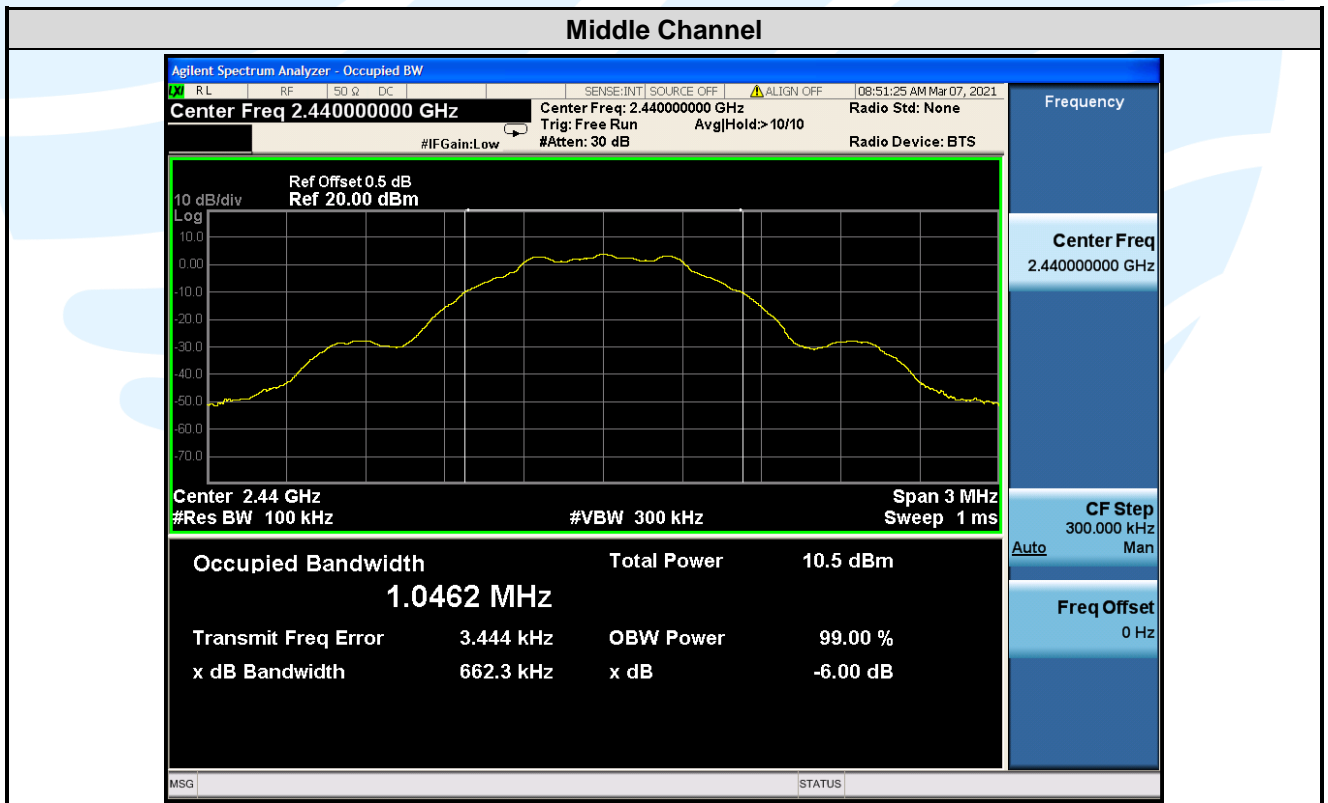 Middle Channel
Agilent Spectrum Analyzer - Occupied BW
LXI RL RF 50 Ω DC SENSE:INT SOURCE OFF ALIGN OFF 08:51:25 AM Mar 07, 2021
Center Freq 2.440000000 GHz
Center Freq: 2.440000000 GHz
Radio Std: None
Trig: Free Run
Avg|Hold:>10/10
#IFGain:Low
#Atten: 30 dB
Radio Device: BTS
Ref Offset 0.5 dB
10 dB/div Ref 20.00 dBm
Log
10.0
0.00
-10.0
-20.0
-30.0
-40.0
-50.0
-60.0
-70.0
Center 2.44 GHz Span 3 MHz
#Res BW 100 kHz #VBW 300 kHz Sweep 1 ms
Occupied Bandwidth Total Power 10.5 dBm
1.0462 MHz
Transmit Freq Error 3.444 kHz OBW Power 99.00 %
x dB Bandwidth 662.3 kHz x dB -6.00 dB
MSG STATUS
Frequency
Center Freq
2.440000000 GHz
CF Step
300.000 kHz
Auto Man
Freq Offset
0 Hz